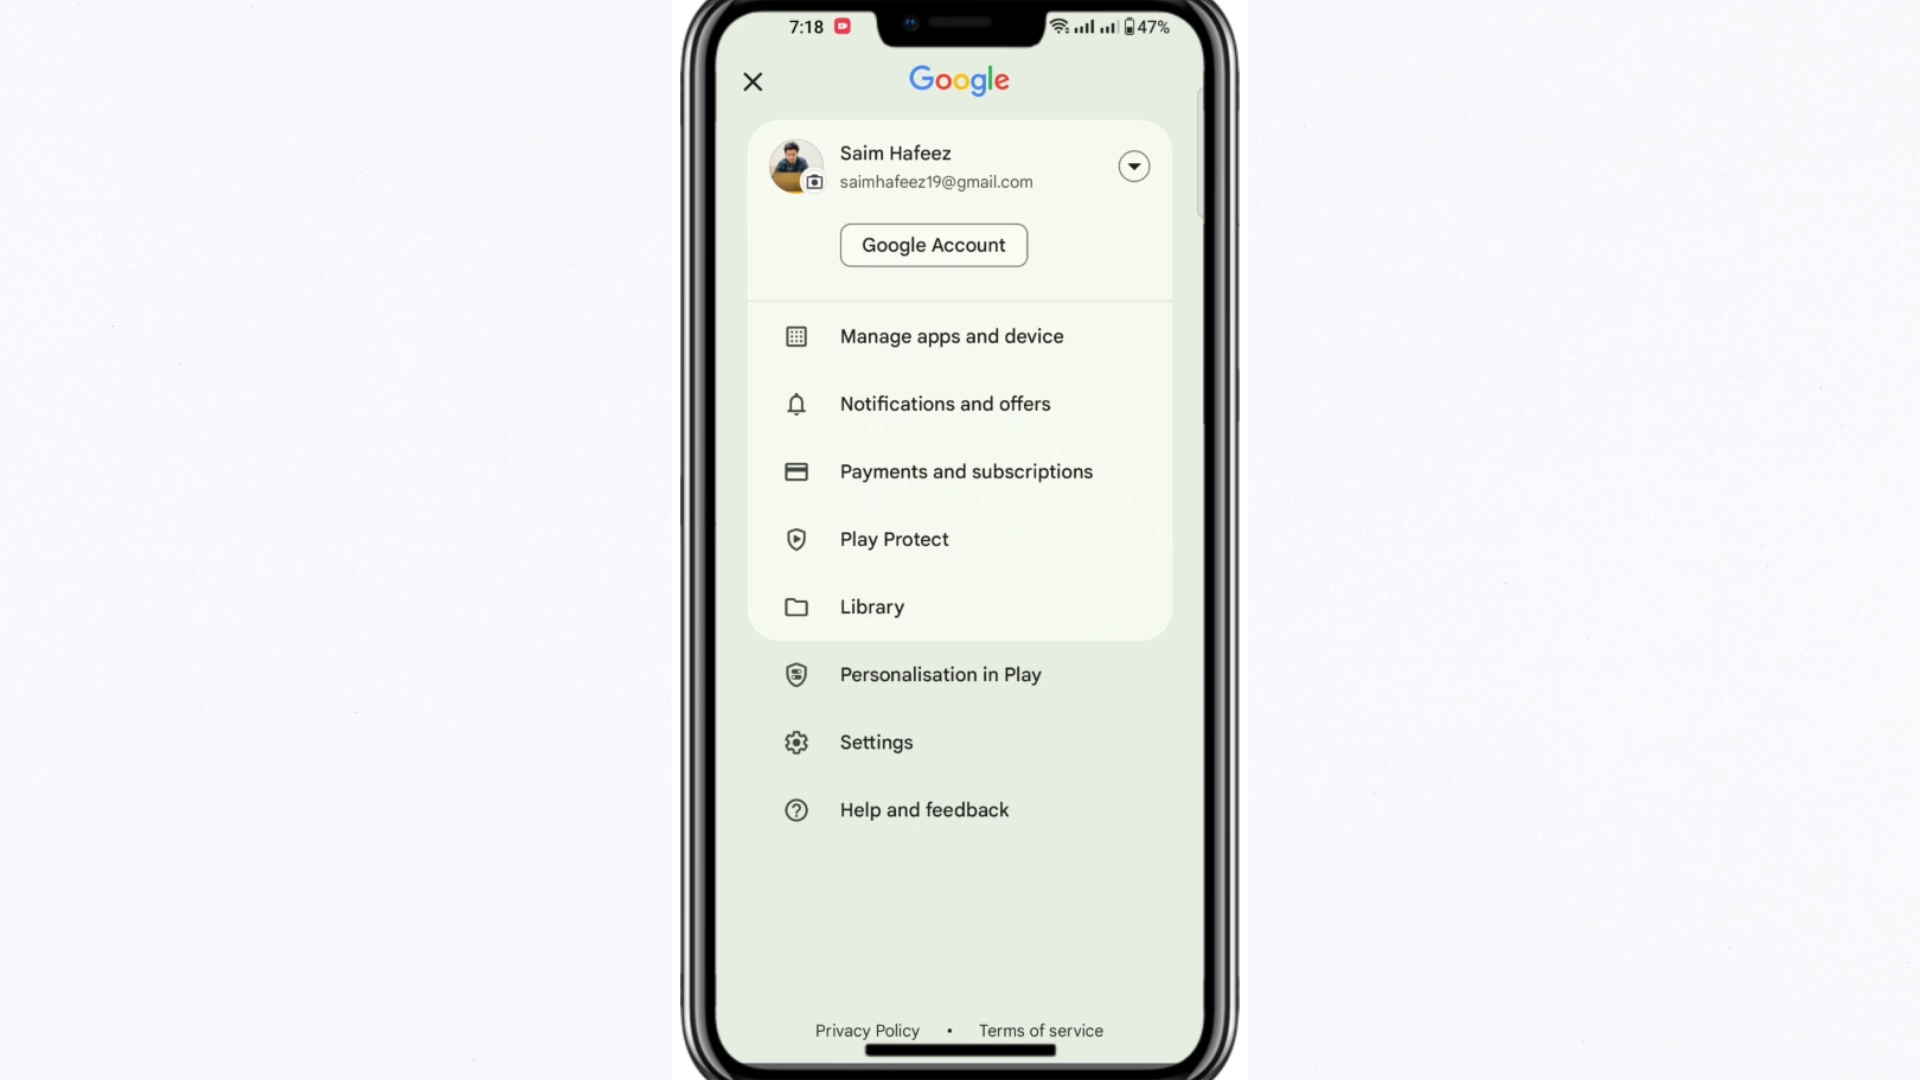 7:18 47%
Google
Saim Hafeez
saimhafeez19@gmail.com
Google Account
Manage apps and device
Notifications and offers
Payments and subscriptions
Play Protect
Library
Personalisation in Play
Settings
Help and feedback
Privacy Policy • Terms of service